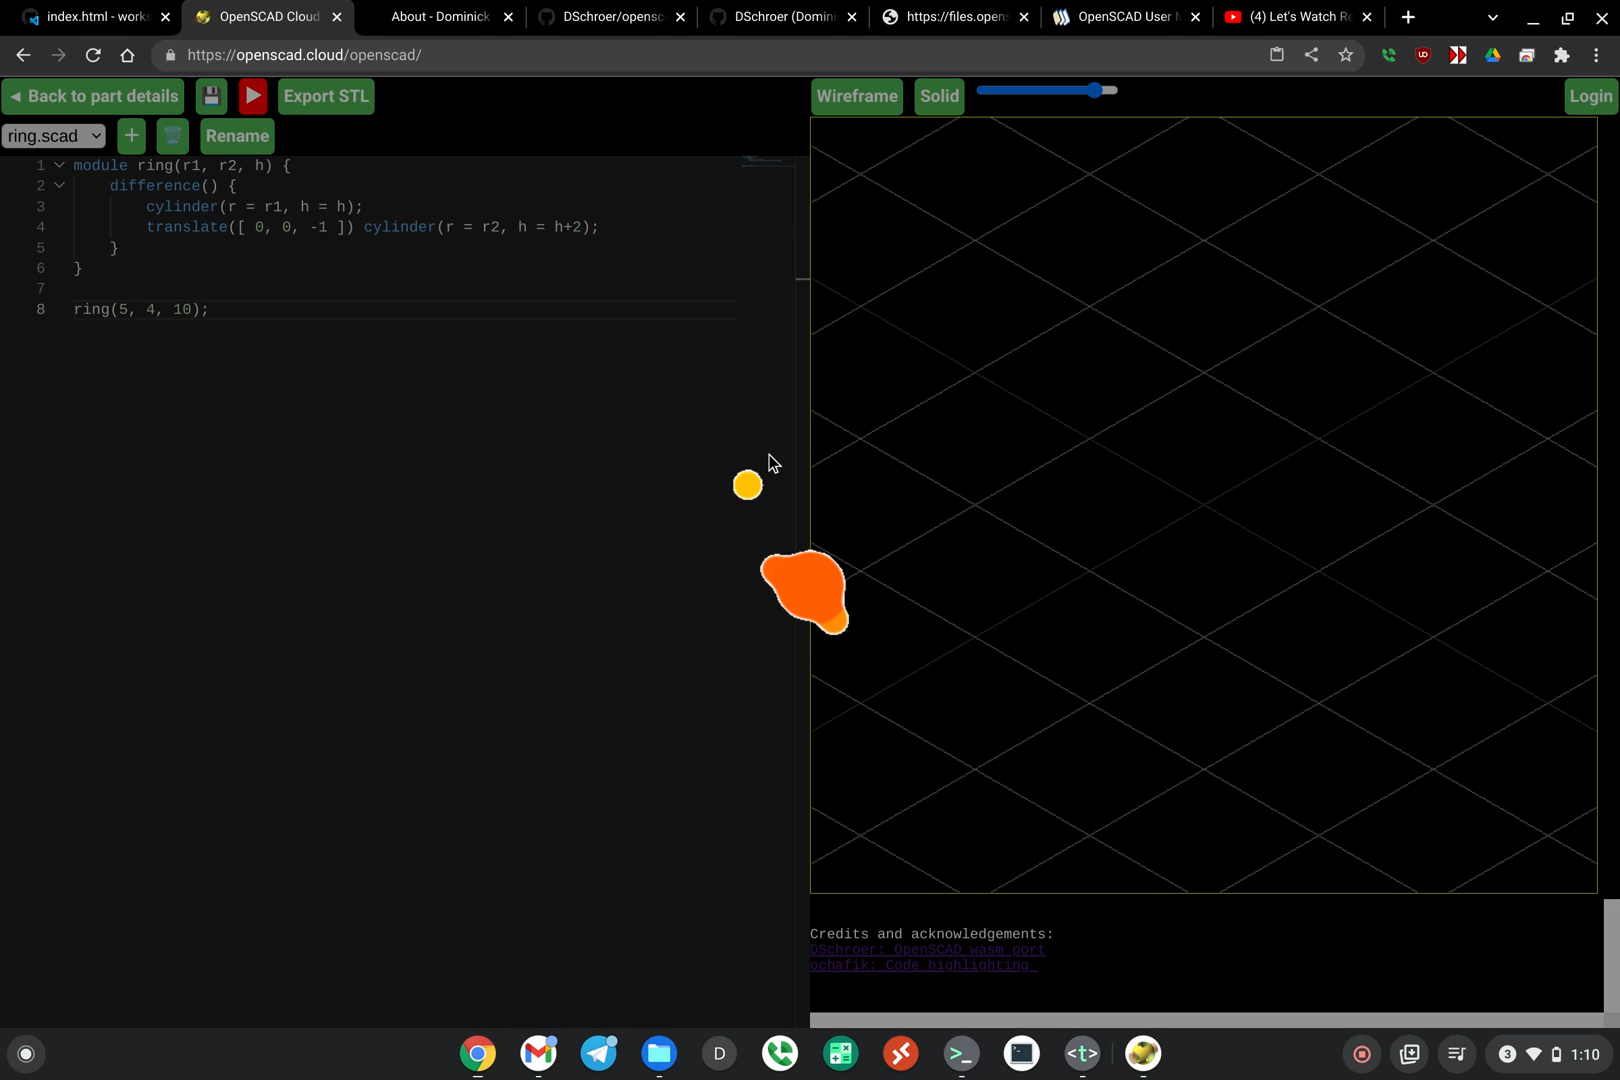 index.html - works
OpenSCAD Cloud
About - Dominick
DSchroer/opensc
DSchroer (Domini
https://files.opens
OpenSCAD User M
(4) Let's Watch Re
https://openscad.cloud/openscad/
◄ Back to part details
Export STL
Wireframe
Solid
Login
ring.scad
+
Rename
1 module ring(r1, r2, h) {
2 difference() {
3 cylinder(r = r1, h = h);
4 translate([ 0, 0, -1 ]) cylinder(r = r2, h = h+2);
5 }
6 }
7
8 ring(5, 4, 10);
Credits and acknowledgements:
DSchroer: OpenSCAD wasm port
ochafik: Code highlighting
D
>_
<t>
3
1:10